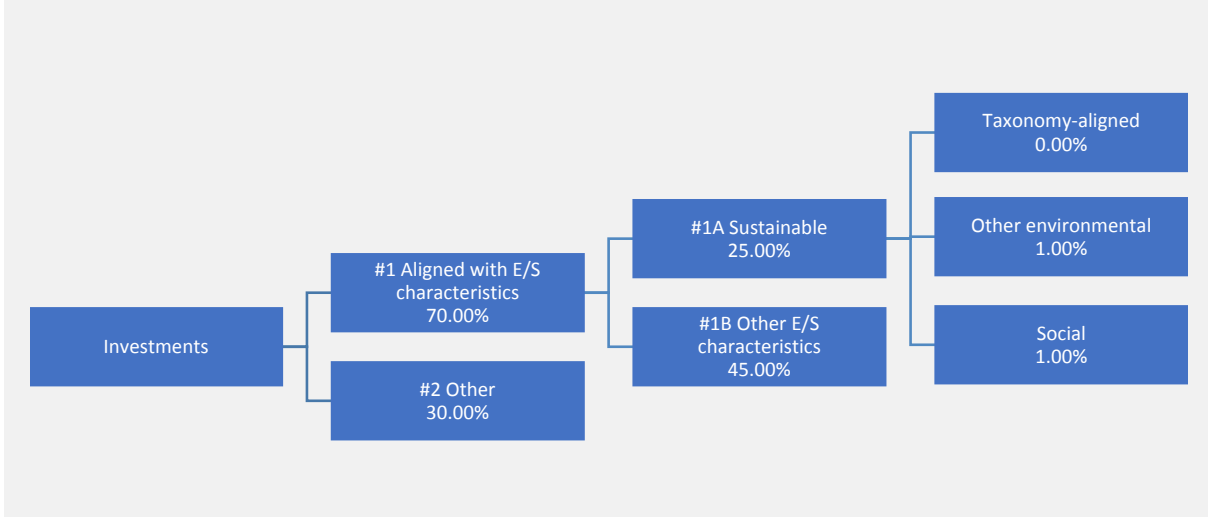 Investments
#1 Aligned with E/S
characteristics
70.00%
#2 Other
30.00%
#1A Sustainable
25.00%
#1B Other E/S
characteristics
45.00%
Taxonomy-aligned
0.00%
Other environmental
1.00%
Social
1.00%